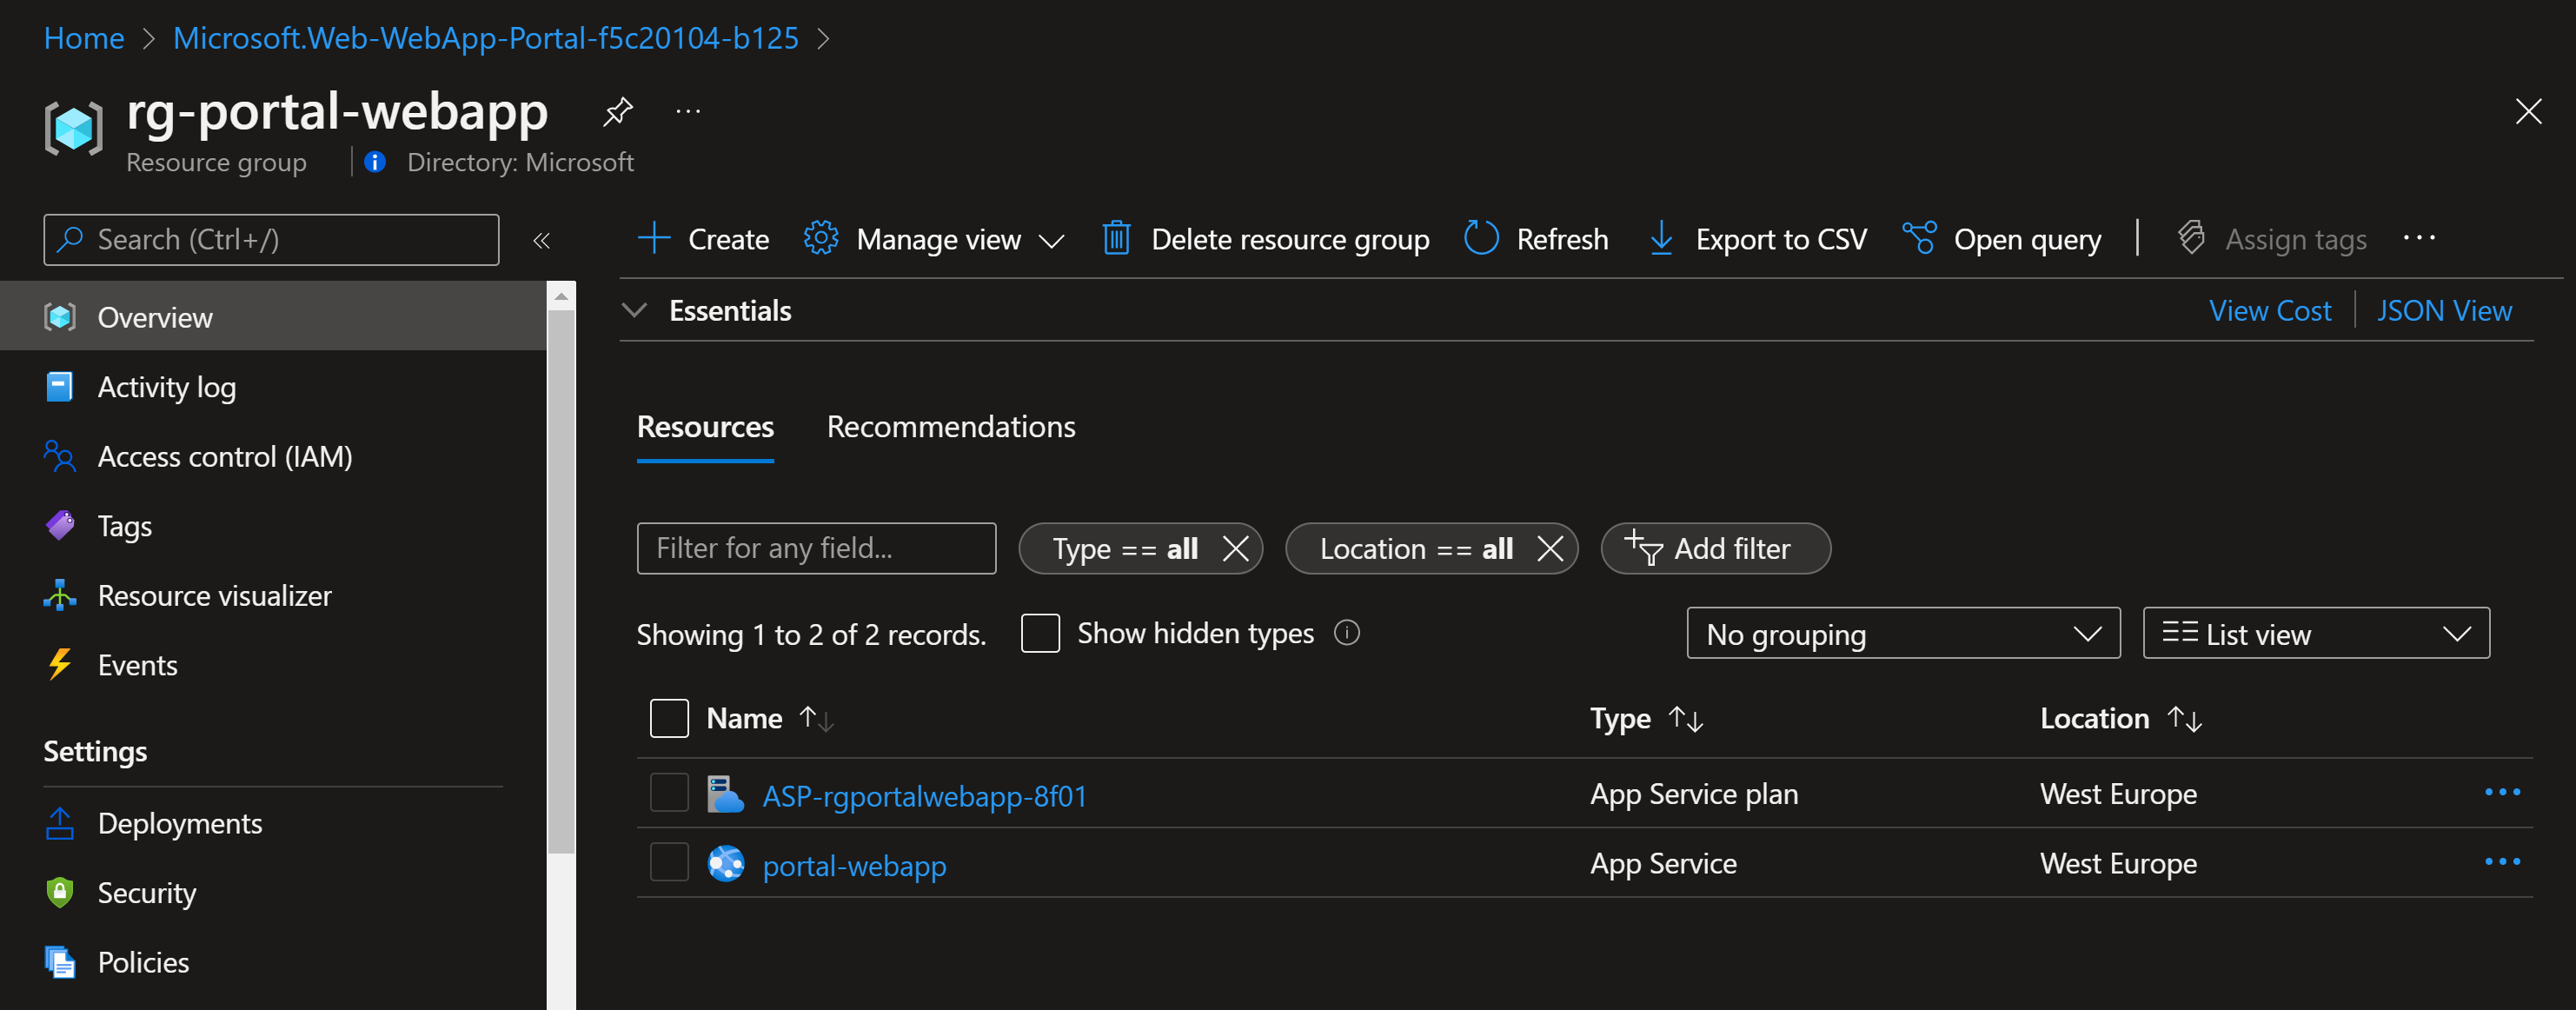 Home > Microsoft.Web-WebApp-Portal-f5c20104-b125 >
rg-portal-webapp ...
Resource group | Directory: Microsoft
Search (Ctrl+/) «
Create Manage view Delete resource group Refresh Export to CSV Open query | Assign tags ...
Overview
Activity log
Access control (IAM)
Tags
Resource visualizer
Events
Settings
Deployments
Security
Policies
Essentials View Cost | JSON View
Resources Recommendations
Filter for any field... Type == all Location == all Add filter
Showing 1 to 2 of 2 records. Show hidden types No grouping List view
Name Type Location
ASP-rgportalwebapp-8f01 App Service plan West Europe ...
portal-webapp App Service West Europe ...